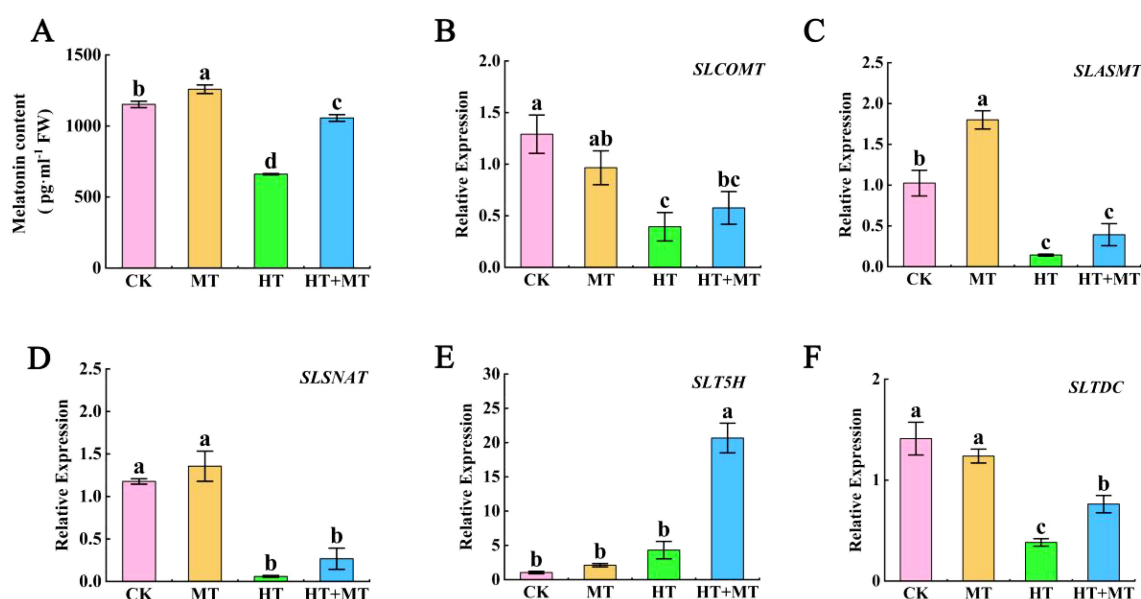 A
Melatonin content
( pg·ml⁻¹ FW)
1500
1000
500
0
b
a
d
c
CK MT HT HT+MT
B
SLCOMT
Relative Expression
2.0
1.5
1.0
0.5
0.0
a
ab
c
bc
CK MT HT HT+MT
C
SLASMT
Relative Expression
2.5
2.0
1.5
1.0
0.5
0.0
b
a
c
c
CK MT HT HT+MT
D
SLSNAT
Relative Expression
2.5
2.0
1.5
1.0
0.5
0.0
a
a
b
b
CK MT HT HT+MT
E
SLT5H
Relative Expression
30
25
20
15
10
5
0
b
b
b
a
CK MT HT HT+MT
F
SLTDC
Relative Expression
2
1
0
a
a
c
b
CK MT HT HT+MT